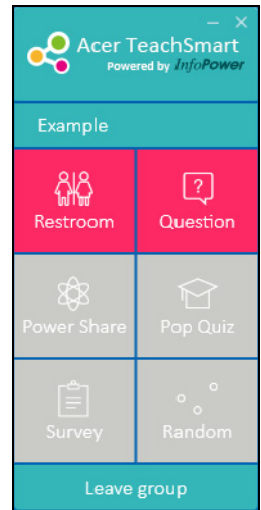 Acer TeachSmart
Powered by InfoPower
Example
Restroom Question
?
Power Share Pop Quiz
Survey Random
Leave group